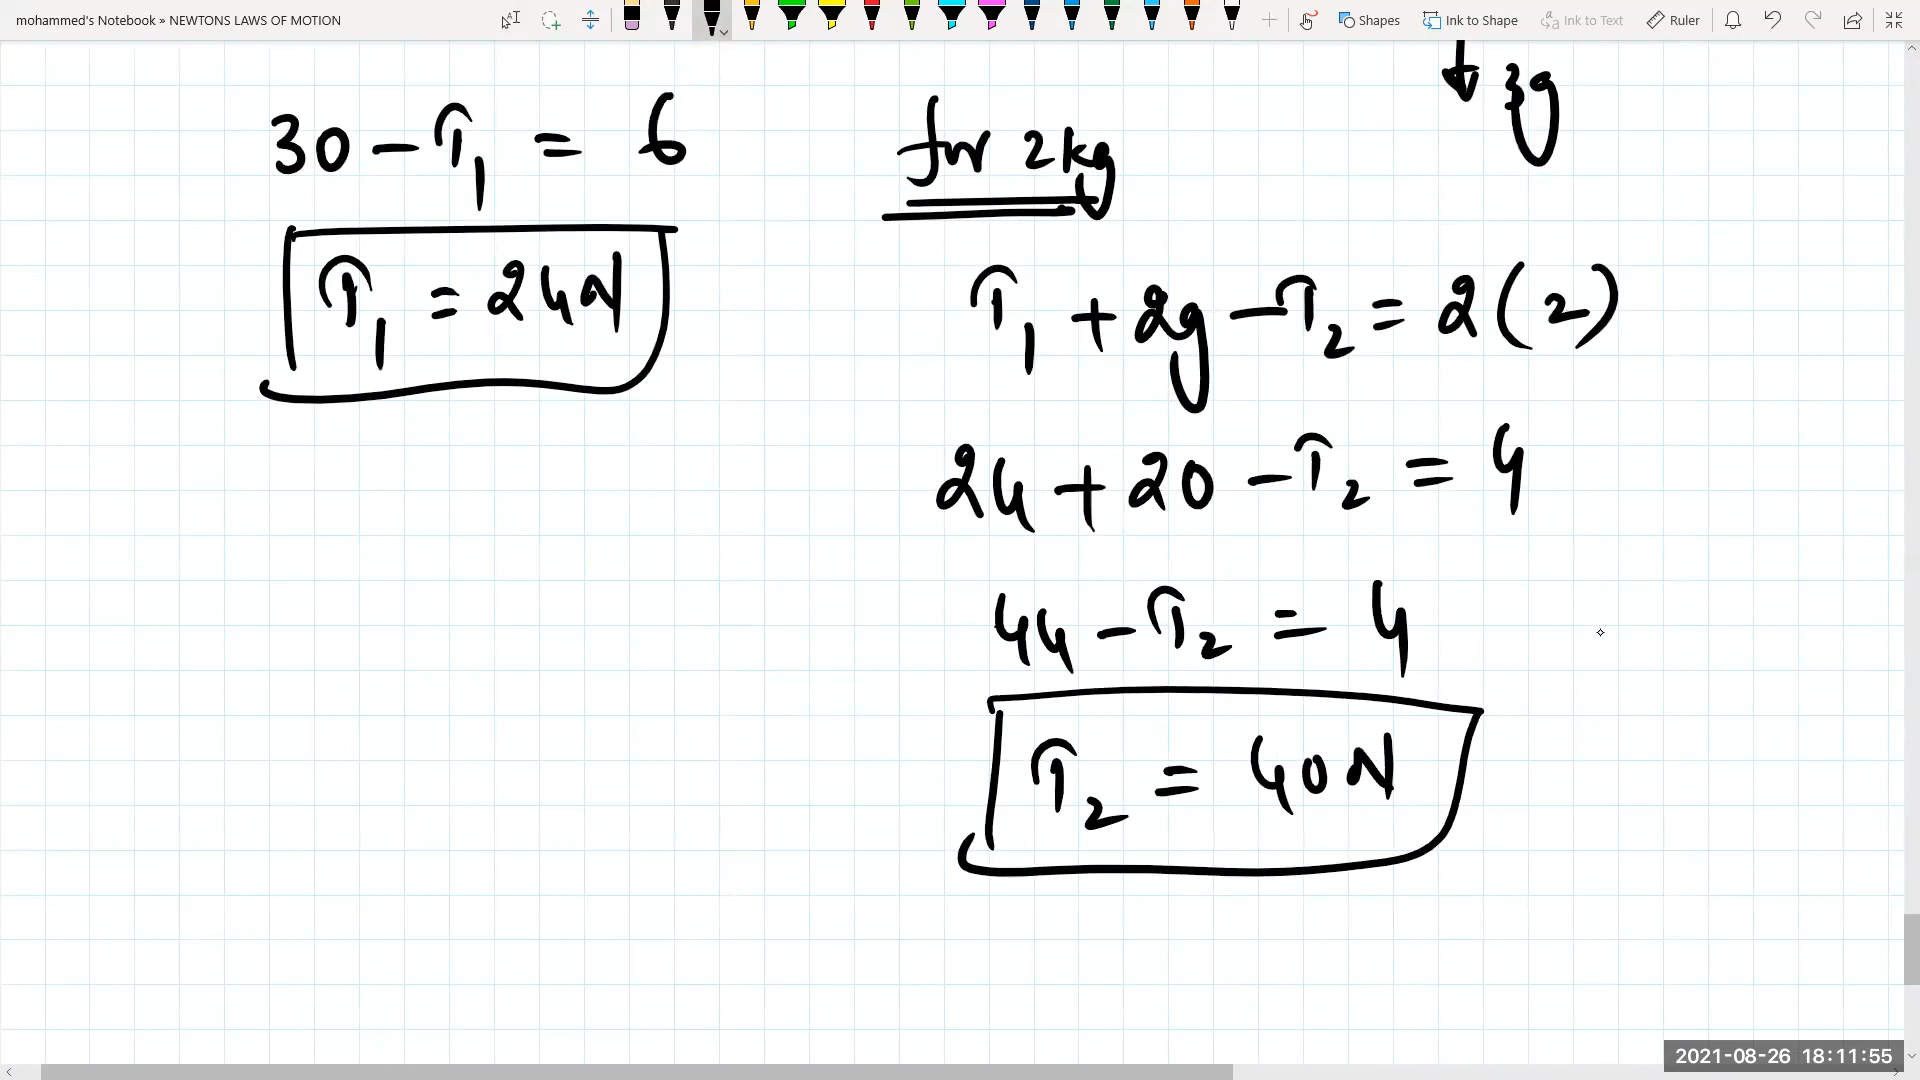 mohammed's Notebook » NEWTONS LAWS OF MOTION
Shapes
Ink to Shape
Ink to Text
Ruler
3g
30 - T₁ = 6
T₁ = 24N
for 2kg
T₁ + 2g - T₂ = 2(2)
24 + 20 - T₂ = 4
44 - T₂ = 4
T₂ = 40N
2021-08-26 18:11:55